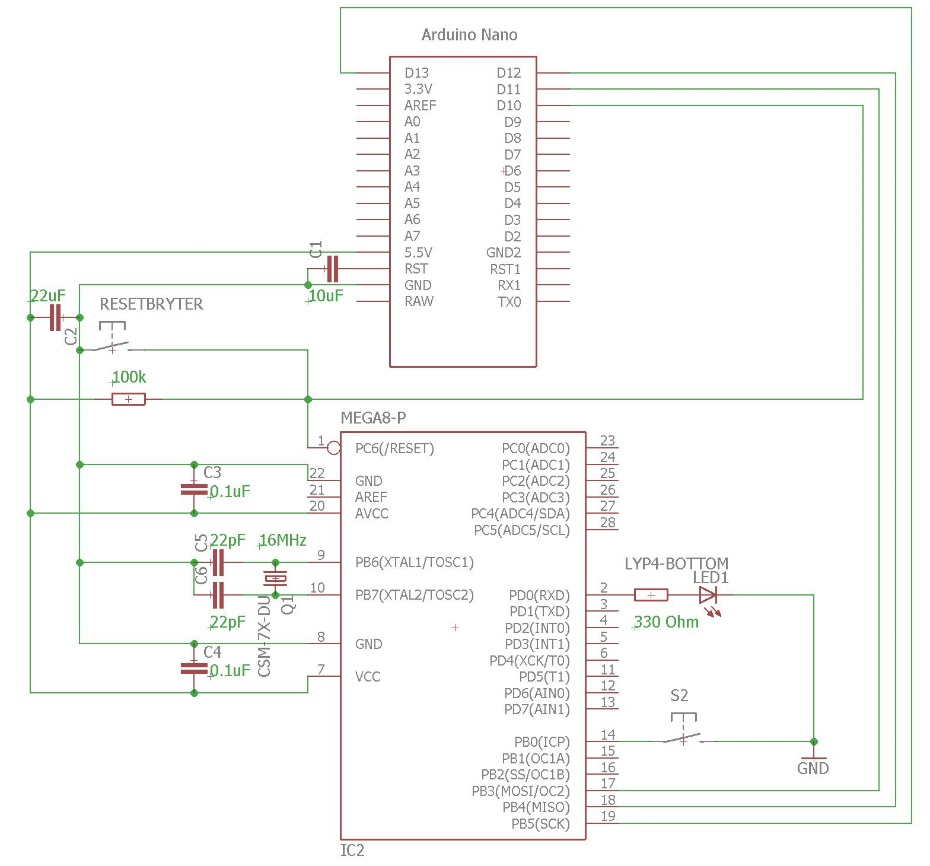 Arduino Nano
D13 D12
3.3V D11
AREF D10
A0 D9
A1 D8
A2 D7
A3 D6
A4 D5
A5 D4
A6 D3
A7 D2
5.5V GND2
RST RST1
GND RX1
RAW TX0
C1
10uF
22uF
C2
RESETBRYTER
100k
MEGA8-P
1 PC6(/RESET) PC0(ADC0) 23
PC1(ADC1) 24
22 GND PC2(ADC2) 25
21 AREF PC3(ADC3) 26
20 AVCC PC4(ADC4/SDA) 27
PC5(ADC5/SCL) 28
C3
0.1uF
C5 22pF 16MHz
9 PB6(XTAL1/TOSC1)
C6
22pF
CSM-7X-DU
Q1
10 PB7(XTAL2/TOSC2) PD0(RXD) 2
PD1(TXD) 3
PD2(INT0) 4
8 GND PD3(INT1) 5
PD4(XCK/T0) 6
7 VCC PD5(T1) 11
PD6(AIN0) 12
PD7(AIN1) 13
C4
0.1uF
LYP4-BOTTOM
LED1
330 Ohm
S2
PB0(ICP) 14
PB1(OC1A) 15
PB2(SS/OC1B) 16
PB3(MOSI/OC2) 17
PB4(MISO) 18
PB5(SCK) 19
GND
IC2